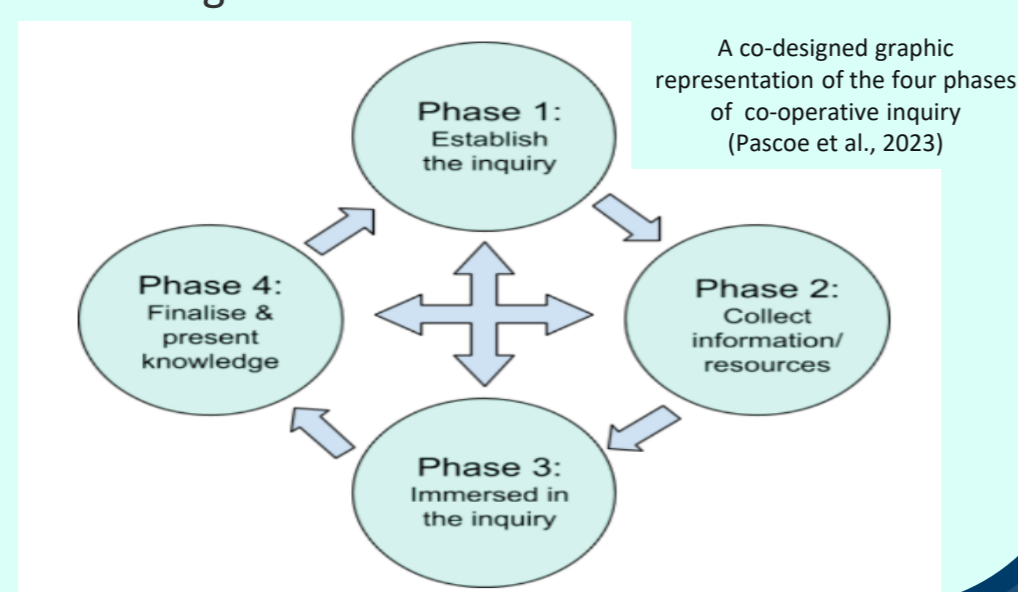 A co-designed graphic
representation of the four phases
of co-operative inquiry
(Pascoe et al., 2023)
Phase 1:
Establish
the inquiry
Phase 2:
Collect
information/
resources
Phase 3:
Immersed in
the inquiry
Phase 4:
Finalise &
present
knowledge